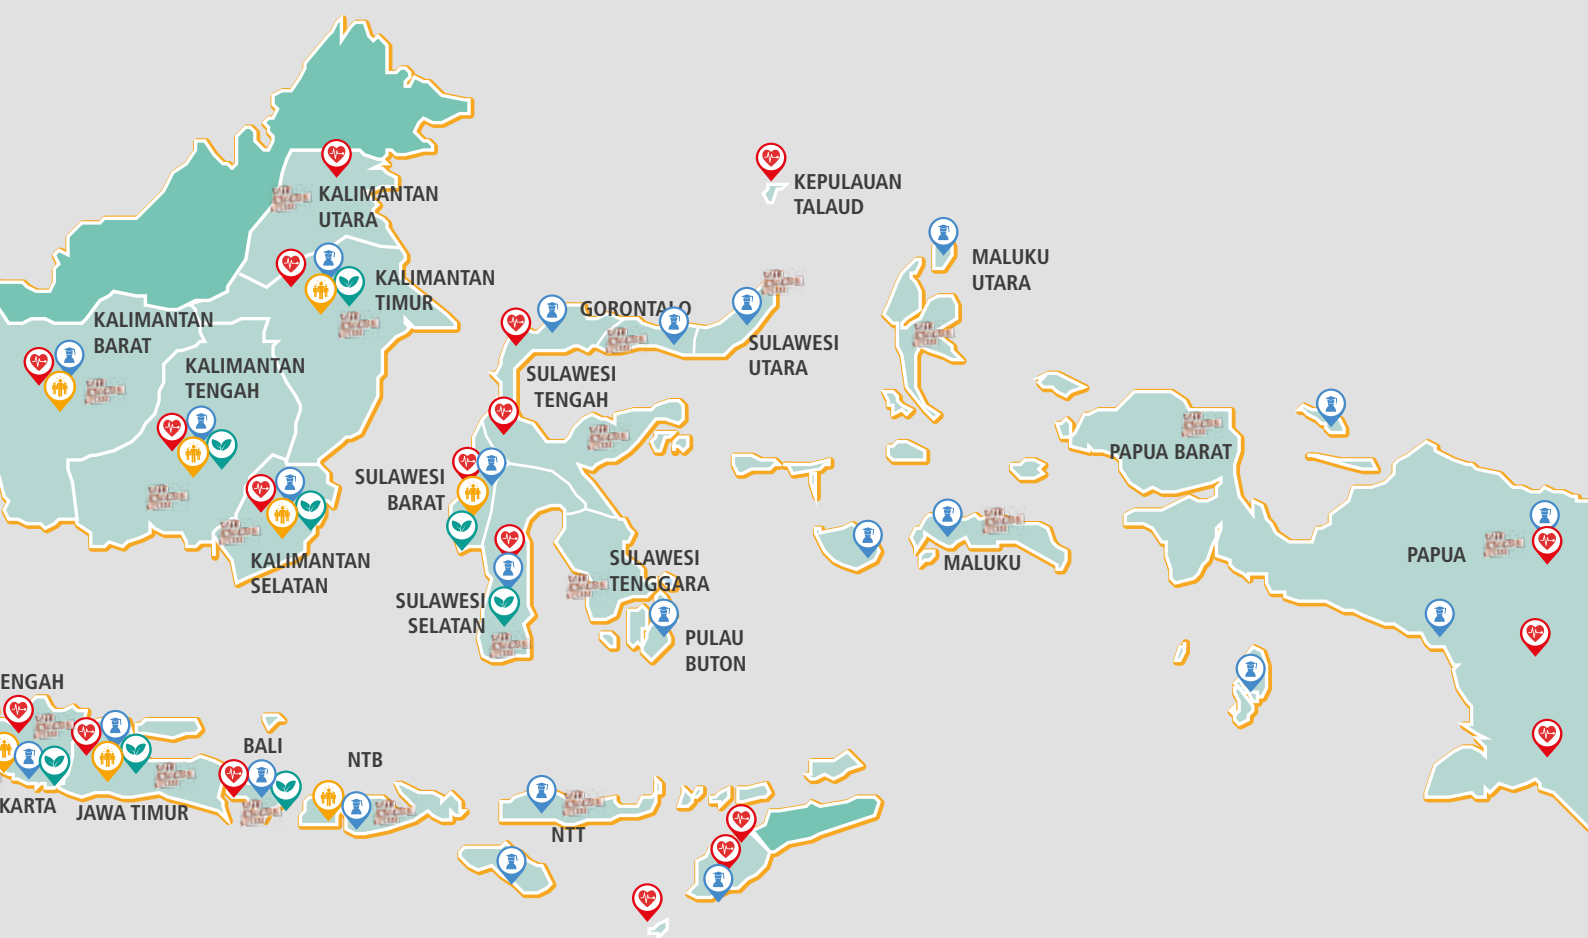 KALIMANTAN
UTARA
KEPULAUAN
TALAUD
MALUKU
UTARA
KALIMANTAN
TIMUR
GORONTALO
KALIMANTAN
BARAT
SULAWESI
UTARA
KALIMANTAN
TENGAH
SULAWESI
TENGAH
PAPUA BARAT
SULAWESI
BARAT
KALIMANTAN
SELATAN
MALUKU
PAPUA
SULAWESI
TENGGARA
SULAWESI
SELATAN
PULAU
BUTON
ENGAH
BALI
NTB
KARTA
JAWA TIMUR
NTT